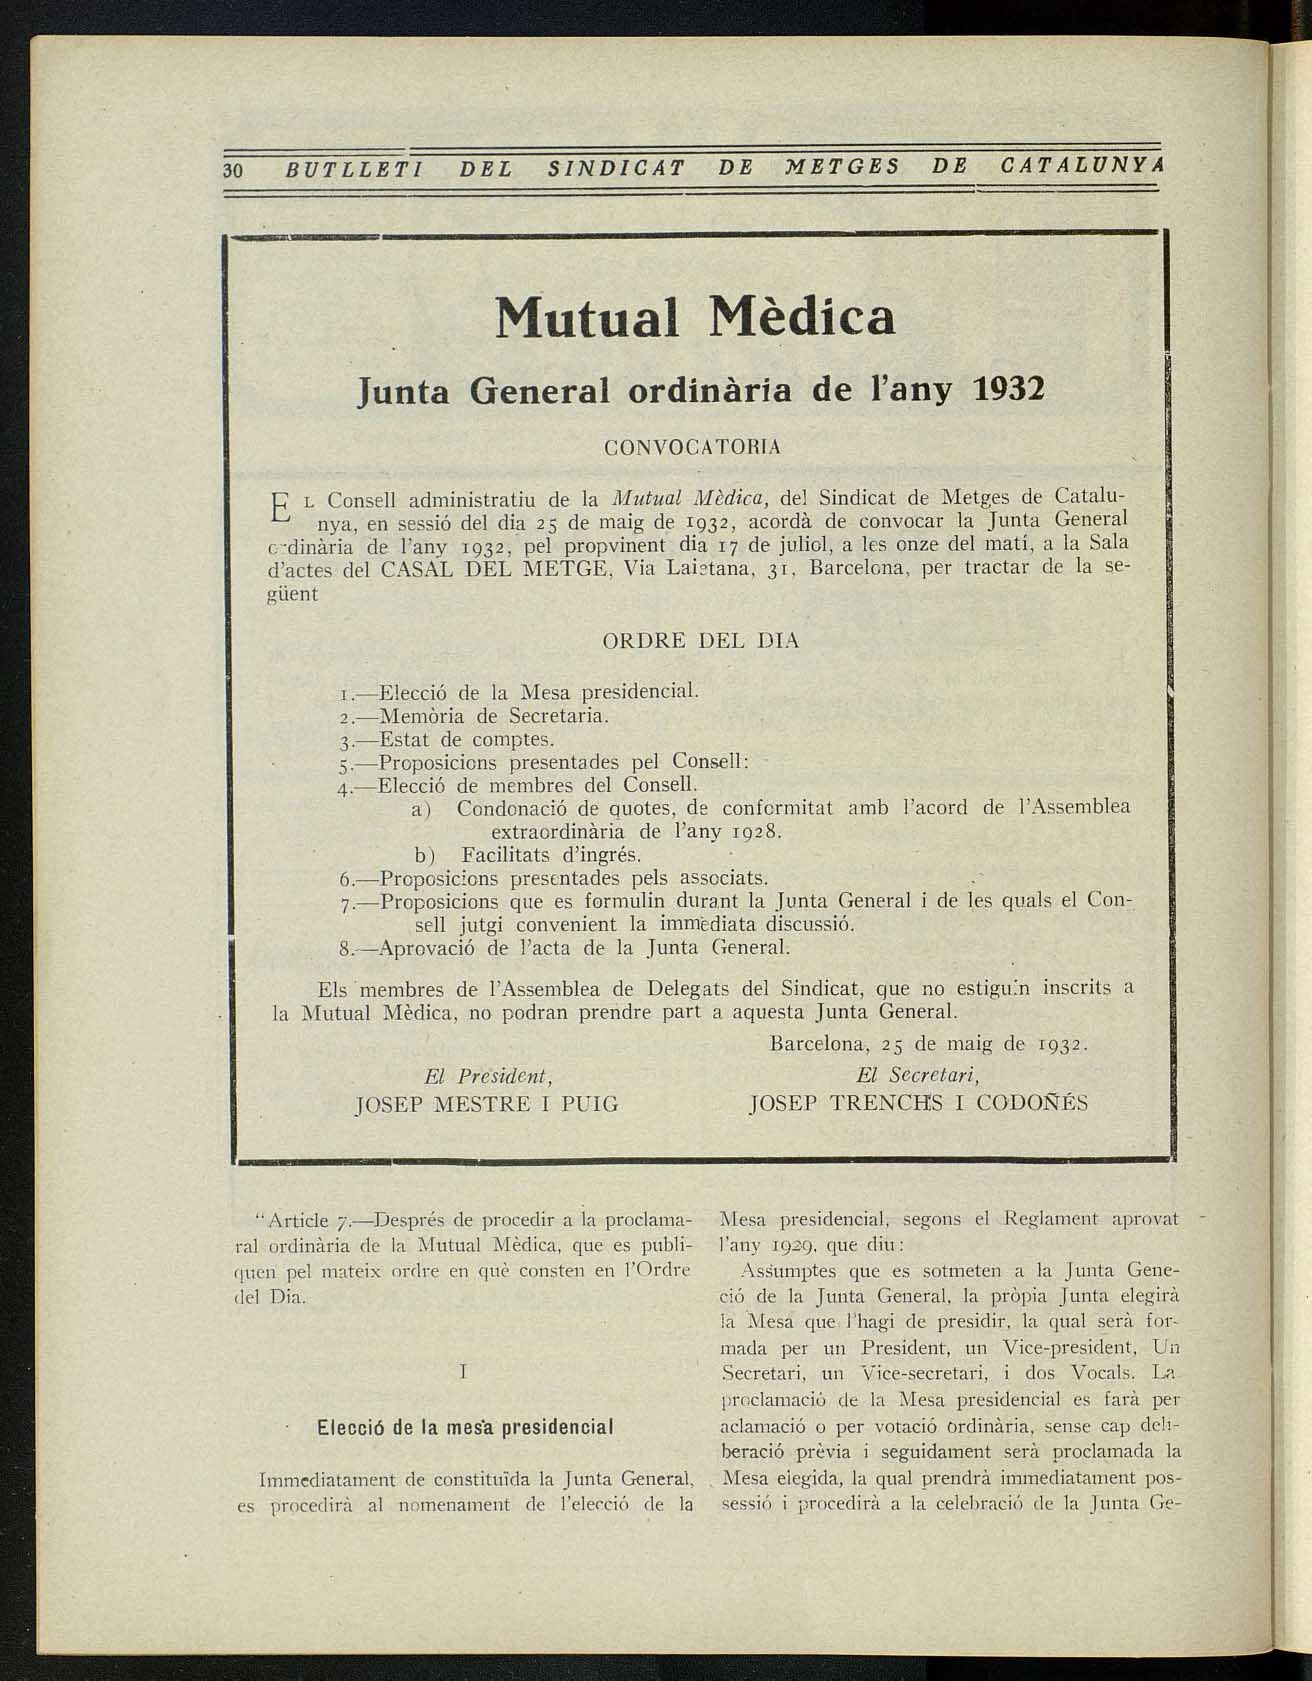 30 BUTLLETI DEL SINDICAT DE METGES DE CATALUNYA
Mutual Mèdica
Junta General ordinària de l'any 1932
CONVOCATORIA
EL Consell administratiu de la Mutual Mèdica, del Sindicat de Metges de Catalu-
nya, en sessió del dia 25 de maig de 1932, acordà de convocar la Junta General
ordinària de l'any 1932, pel propvinent dia 17 de juliol, a les onze del matí, a la Sala
d'actes del CASAL DEL METGE, Via Laietana, 31, Barcelona, per tractar de la se-
güent
ORDRE DEL DIA
1.—Elecció de la Mesa presidencial.
2.—Memòria de Secretaria.
3.—Estat de comptes.
5.—Proposicions presentades pel Consell:
4.—Elecció de membres del Consell.
a) Condonació de quotes, de conformitat amb l'acord de l'Assemblea
extraordinària de l'any 1928.
b) Facilitats d'ingrés.
6.—Proposicions presentades pels associats.
7.—Proposicions que es formulin durant la Junta General i de les quals el Con-
sell jutgi convenient la immediata discussió.
8.—Aprovació de l'acta de la Junta General.
Els membres de l'Assemblea de Delegats del Sindicat, que no estiguin inscrits a
la Mutual Mèdica, no podran prendre part a aquesta Junta General.
Barcelona, 25 de maig de 1932.
El President,
JOSEP MESTRE I PUIG
El Secretari,
JOSEP TRENCHS I CODOÑÉS
"Article 7.—Després de procedir a la proclama-
ral ordinària de la Mutual Mèdica, que es publi-
quen pel mateix ordre en què consten en l'Ordre
del Dia.
I
Elecció de la mesa presidencial
Immediatament de constituïda la Junta General,
es procedirà al nomenament de l'elecció de la
Mesa presidencial, segons el Reglament aprovat
l'any 1929, que diu:
Assumptes que es sotmeten a la Junta Gene-
ció de la Junta General, la pròpia Junta elegirà
la Mesa que l'hagi de presidir, la qual serà for-
mada per un President, un Vice-president, Un
Secretari, un Vice-secretari, i dos Vocals. La
proclamació de la Mesa presidencial es farà per
aclamació o per votació ordinària, sense cap deli-
beració prèvia i seguidament serà proclamada la
Mesa elegida, la qual prendrà immediatament pos-
sessió i procedirà a la celebració de la Junta Ge-